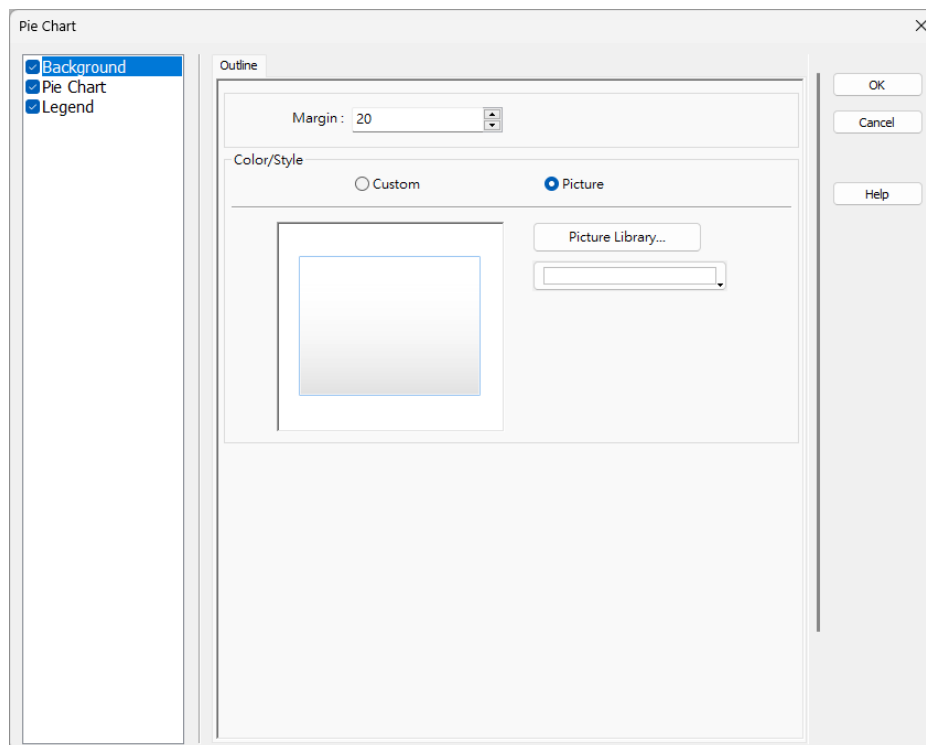 Pie Chart
Background
Pie Chart
Legend
Outline
Margin : 20
Color/Style
Custom
Picture
Picture Library...
OK
Cancel
Help